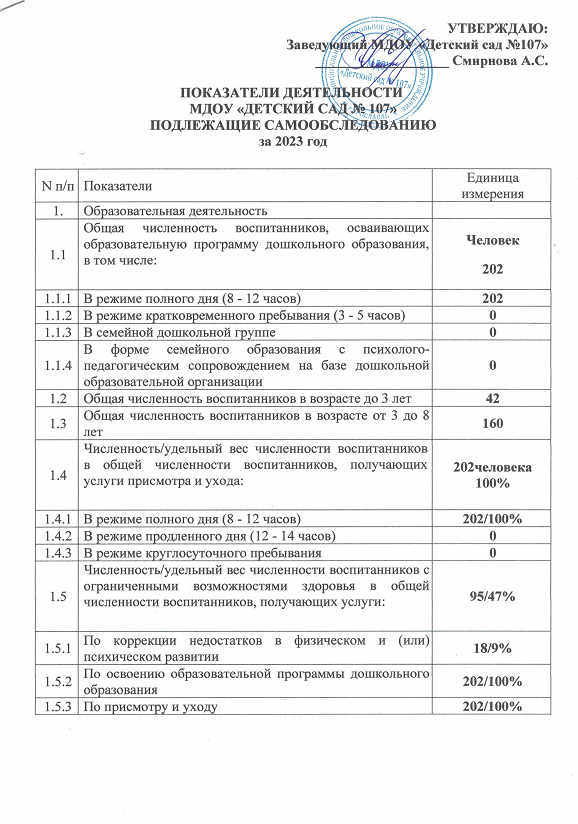 УТВЕРЖДАЮ:
Заведующий МДОУ «Детский сад №107»
Смирнова А.С.
«Детский сад № 107»
ПОКАЗАТЕЛИ ДЕЯТЕЛЬНОСТИ
МДОУ «ДЕТСКИЙ САД № 107»
ПОДЛЕЖАЩИЕ САМООБСЛЕДОВАНИЮ
за 2023 год
N п/п Показатели Единица
измерения
1. Образовательная деятельность
1.1 Общая численность воспитанников, осваивающих
образовательную программу дошкольного образования,
в том числе:
Человек
202
1.1.1 В режиме полного дня (8 - 12 часов) 202
1.1.2 В режиме кратковременного пребывания (3 - 5 часов) 0
1.1.3 В семейной дошкольной группе 0
1.1.4 В форме семейного образования с психолого-
педагогическим сопровождением на базе дошкольной
образовательной организации
0
1.2 Общая численность воспитанников в возрасте до 3 лет 42
1.3 Общая численность воспитанников в возрасте от 3 до 8
лет
160
1.4 Численность/удельный вес численности воспитанников
в общей численности воспитанников, получающих
услуги присмотра и ухода:
202человека
100%
1.4.1 В режиме полного дня (8 - 12 часов) 202/100%
1.4.2 В режиме продленного дня (12 - 14 часов) 0
1.4.3 В режиме круглосуточного пребывания 0
1.5 Численность/удельный вес численности воспитанников с
ограниченными возможностями здоровья в общей
численности воспитанников, получающих услуги:
95/47%
1.5.1 По коррекции недостатков в физическом и (или)
психическом развитии
18/9%
1.5.2 По освоению образовательной программы дошкольного
образования
202/100%
1.5.3 По присмотру и уходу 202/100%